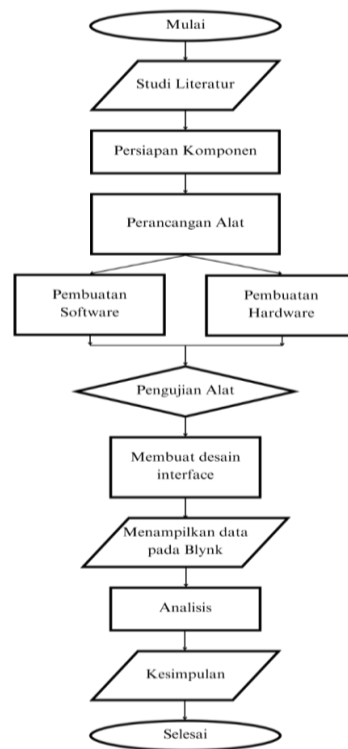 Mulai
Studi Literatur
Persiapan Komponen
Perancangan Alat
Pembuatan
Software
Pembuatan
Hardware
Pengujian Alat
Membuat desain
interface
Menampilkan data
pada Blynk
Analisis
Kesimpulan
Selesai